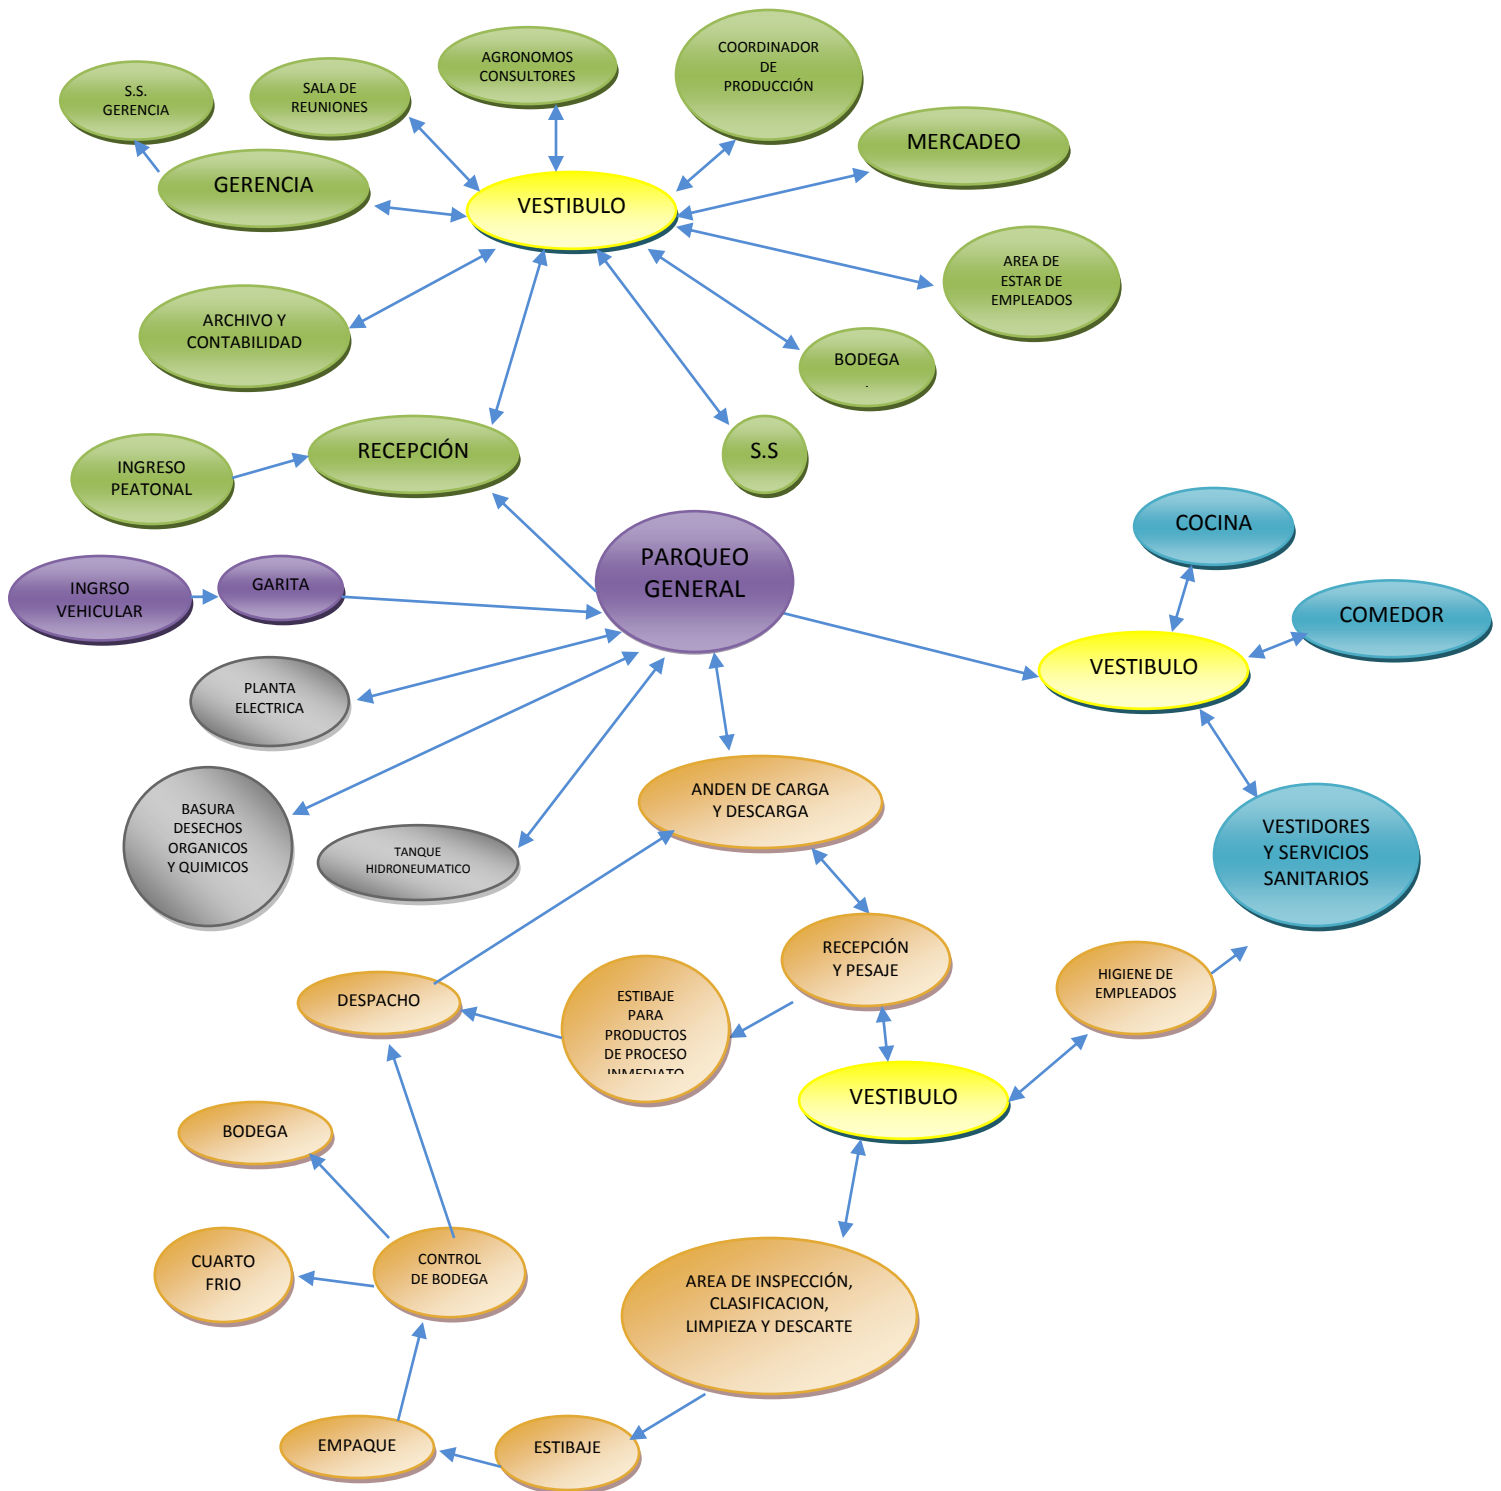 COORDINADOR
DE
PRODUCCIÓN
AGRONOMOS
CONSULTORES
S.S.
GERENCIA
SALA DE
REUNIONES
MERCADEO
GERENCIA
VESTIBULO
AREA DE
ESTAR DE
EMPLEADOS
ARCHIVO Y
CONTABILIDAD
BODEGA
.
RECEPCIÓN
S.S
INGRESO
PEATONAL
COCINA
PARQUEO
GENERAL
INGRSO
VEHICULAR
GARITA
COMEDOR
VESTIBULO
PLANTA
ELECTRICA
ANDEN DE CARGA
Y DESCARGA
BASURA
DESECHOS
ORGANICOS
Y QUIMICOS
TANQUE
HIDRONEUMATICO
VESTIDORES
Y SERVICIOS
SANITARIOS
RECEPCIÓN
Y PESAJE
HIGIENE DE
EMPLEADOS
DESPACHO
ESTIBAJE
PARA
PRODUCTOS
DE PROCESO
INMEDIATO
VESTIBULO
BODEGA
CUARTO
FRIO
CONTROL
DE BODEGA
AREA DE INSPECCIÓN,
CLASIFICACION,
LIMPIEZA Y DESCARTE
EMPAQUE
ESTIBAJE